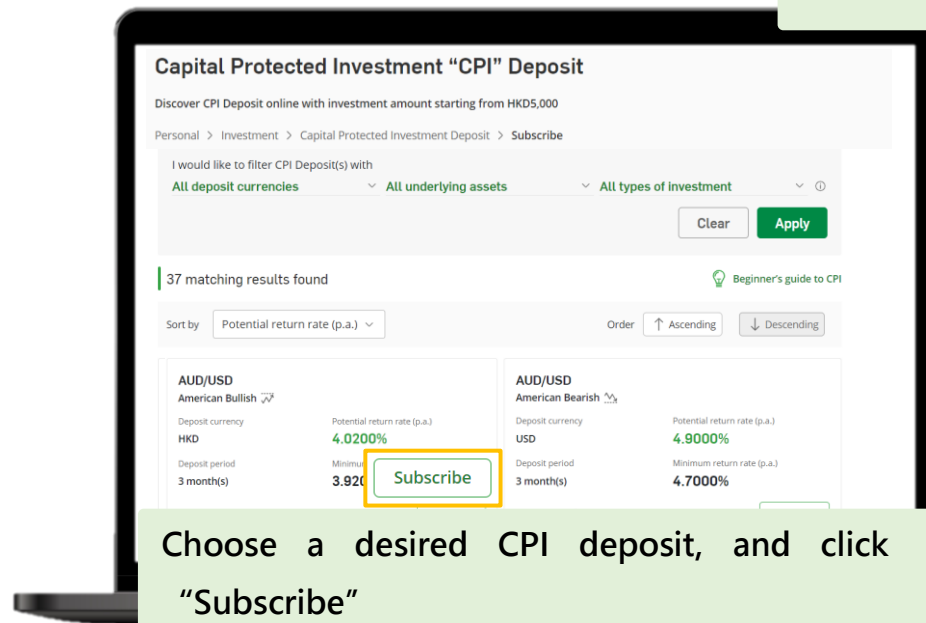 Capital Protected Investment “CPI” Deposit
Discover CPI Deposit online with investment amount starting from HKD5,000
Personal > Investment > Capital Protected Investment Deposit > Subscribe
I would like to filter CPI Deposit(s) with
All deposit currencies All underlying assets All types of investment
Clear Apply
37 matching results found Beginner's guide to CPI
Sort by Potential return rate (p.a.) Order ↑ Ascending ↓ Descending
AUD/USD AUD/USD
American Bullish American Bearish
Deposit currency Potential return rate (p.a.) Deposit currency Potential return rate (p.a.)
HKD 4.0200% USD 4.9000%
Deposit period Deposit period Minimum return rate (p.a.)
3 month(s) 3.920 Subscribe 3 month(s) 4.7000%
Choose a desired CPI deposit, and click
“Subscribe”